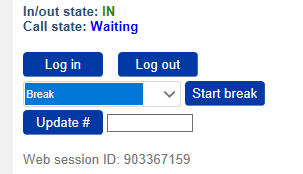 In/out state: IN
Call state: Waiting
Log in Log out
Break Start break
Update #
Web session ID: 903367159